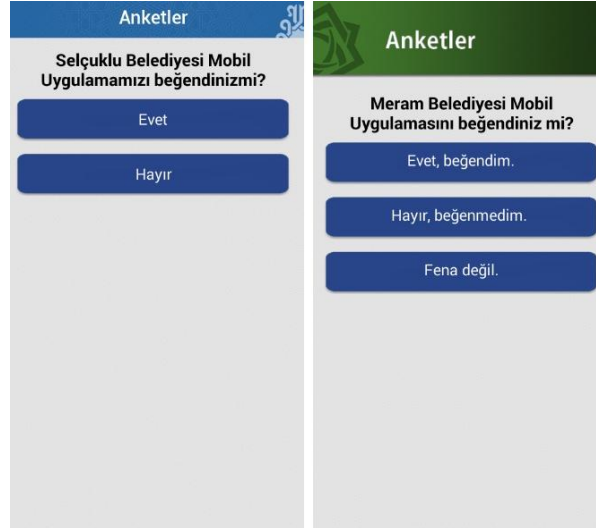 Anketler
Selçuklu Belediyesi Mobil
Uygulamamızı beğendinizmi?
Evet
Hayır
Anketler
Meram Belediyesi Mobil
Uygulamasını beğendiniz mi?
Evet, beğendim.
Hayır, beğenmedim.
Fena değil.